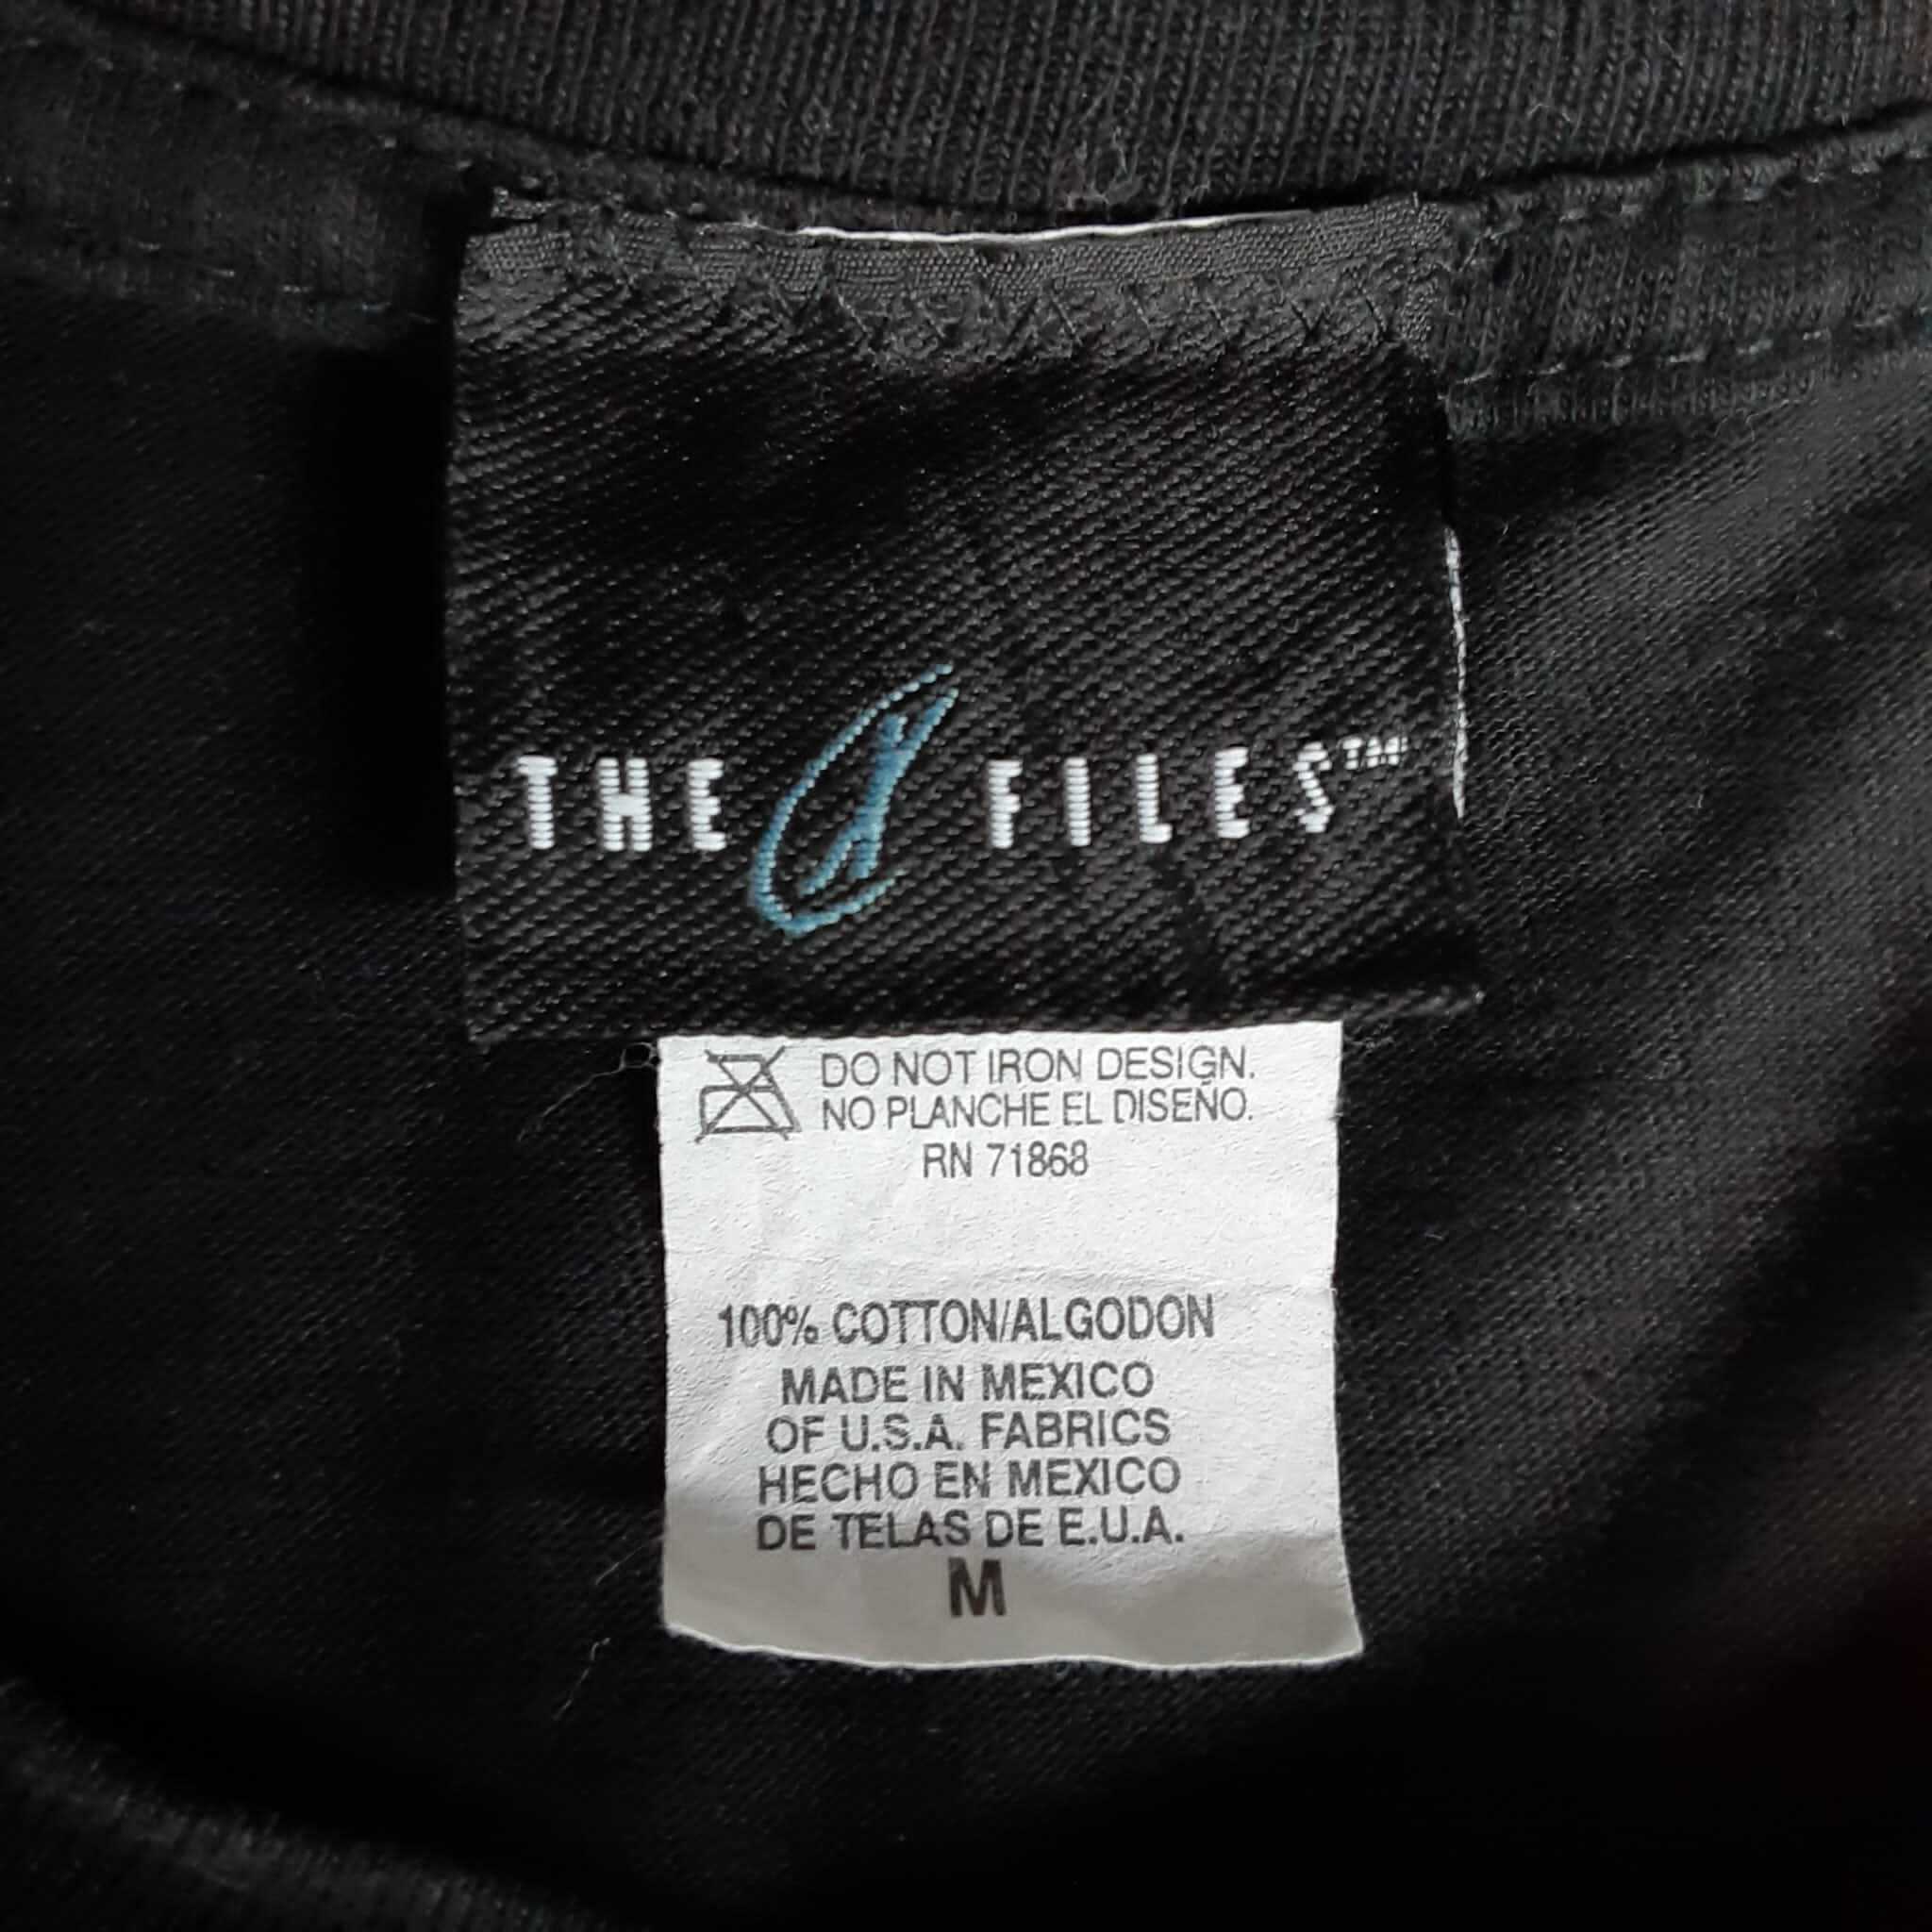 THE X FILES™
DO NOT IRON DESIGN.
NO PLANCHE EL DISEÑO.
RN 71868
100% COTTON/ALGODON
MADE IN MEXICO
OF U.S.A. FABRICS
HECHO EN MEXICO
DE TELAS DE E.U.A.
M